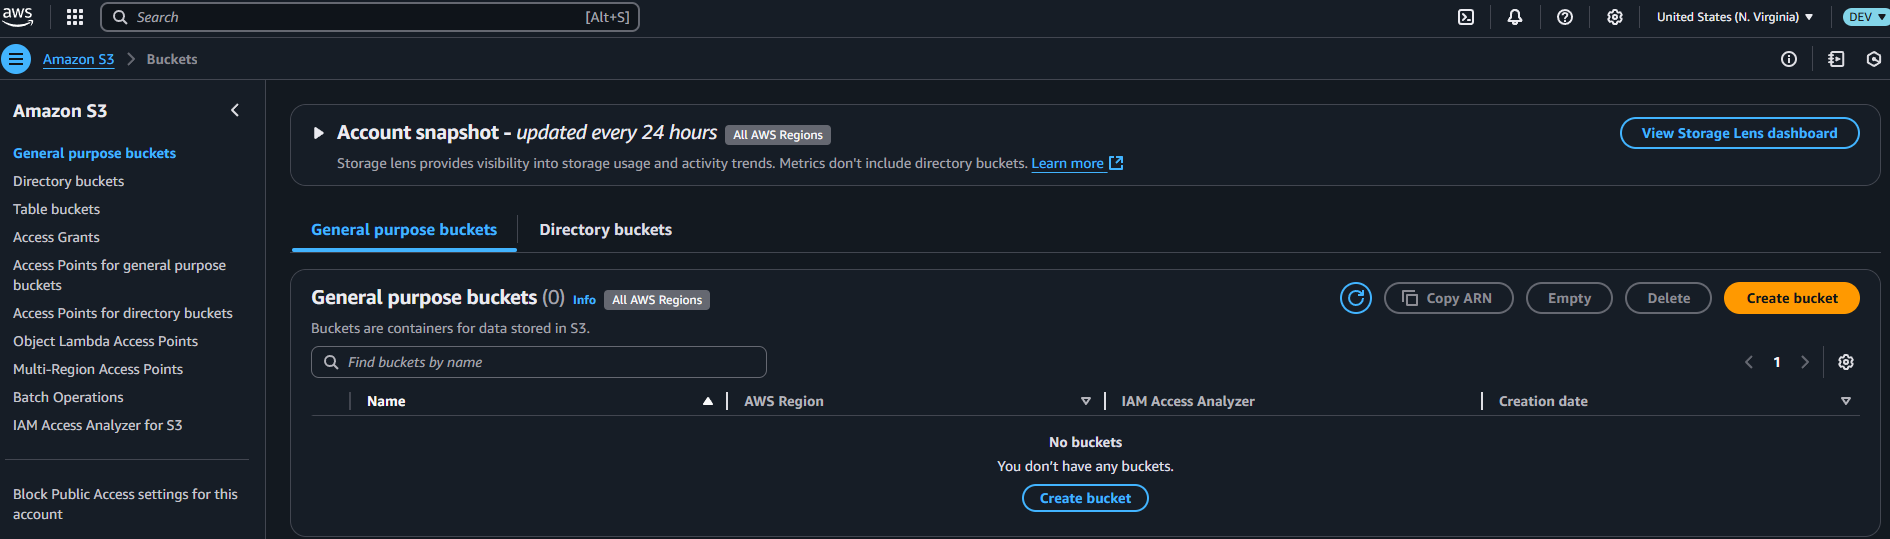 aws
Search [Alt+S]
United States (N. Virginia)
DEV
Amazon S3 > Buckets
Amazon S3
General purpose buckets
Directory buckets
Table buckets
Access Grants
Access Points for general purpose
buckets
Access Points for directory buckets
Object Lambda Access Points
Multi-Region Access Points
Batch Operations
IAM Access Analyzer for S3
Block Public Access settings for this
account
Account snapshot - updated every 24 hours All AWS Regions
View Storage Lens dashboard
Storage lens provides visibility into storage usage and activity trends. Metrics don't include directory buckets. Learn more
General purpose buckets Directory buckets
General purpose buckets (0) Info All AWS Regions
Copy ARN Empty Delete Create bucket
Buckets are containers for data stored in S3.
Find buckets by name
1
Name AWS Region IAM Access Analyzer Creation date
No buckets
You don't have any buckets.
Create bucket